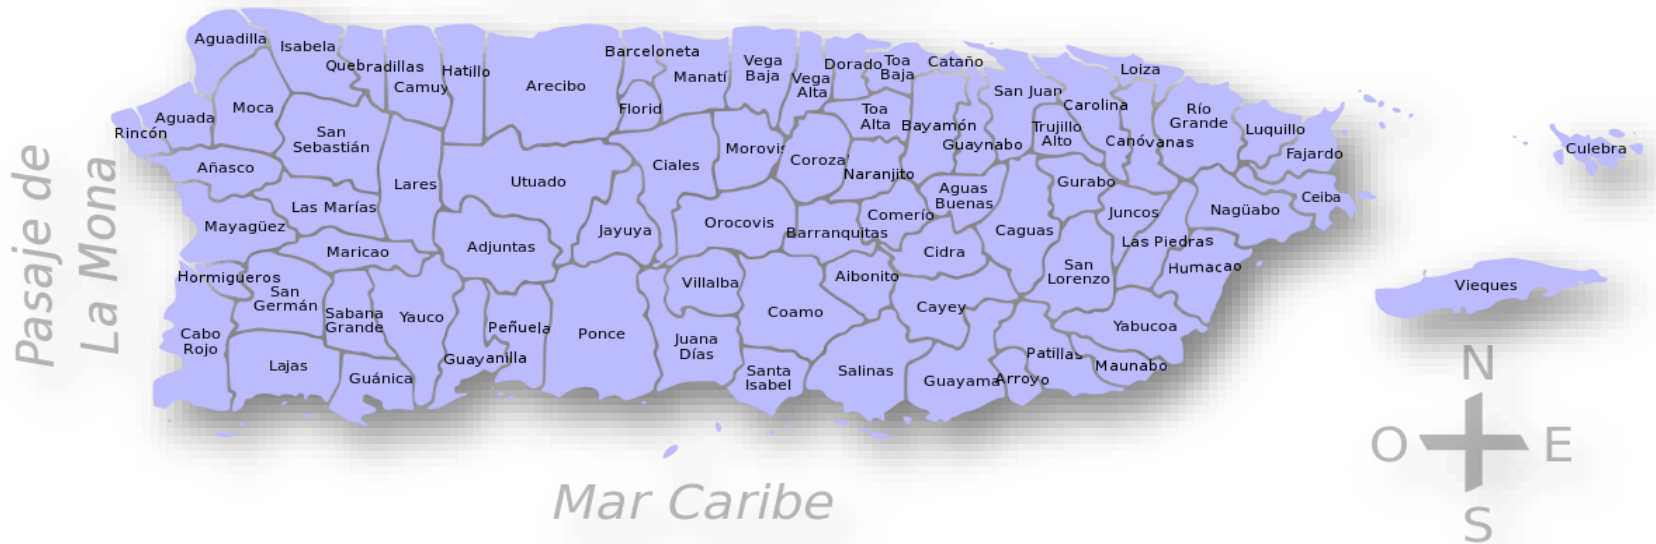 Aguadilla
Isabela
Quebradillas
Camuy
Hatillo
Arecibo
Barceloneta
Manatí
Vega
Baja
Vega
Alta
Dorado
Toa
Baja
Cataño
San Juan
Loiza
Carolina
Río
Grande
Luquillo
Fajardo
Culebra
Rincón
Aguada
Moca
San
Sebastián
Florid
Toa
Alta
Bayamón
Guaynabo
Trujillo
Alto
Canóvanas
Añasco
Lares
Utuado
Ciales
Morovis
Coroza
Naranjito
Aguas
Buenas
Gurabo
Ceiba
Las Marías
Mayagüez
Maricao
Adjuntas
Jayuya
Orocovis
Barranquitas
Comerío
Cidra
Caguas
Juncos
Nagüabo
Las Piedras
Humacao
San
Lorenzo
Hormigueros
San
Germán
Sabana
Grande
Yauco
Peñuela
Guayanilla
Ponce
Villalba
Juana
Días
Coamo
Aibonito
Cayey
Yabucoa
Vieques
Cabo
Rojo
Lajas
Guánica
Santa
Isabel
Salinas
Guayama
Arroyo
Patillas
Maunabo
Pasaje de
La Mona
Mar Caribe
N
O
E
S